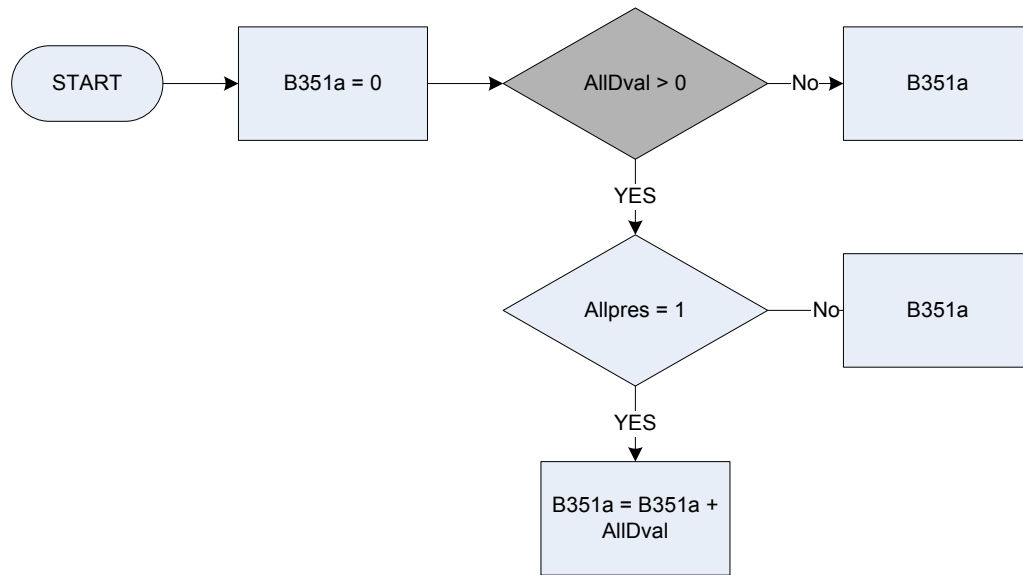 START
B351a = 0
AllDval > 0
No
B351a
YES
Allpres = 1
No
B351a
YES
B351a = B351a +
AllDval